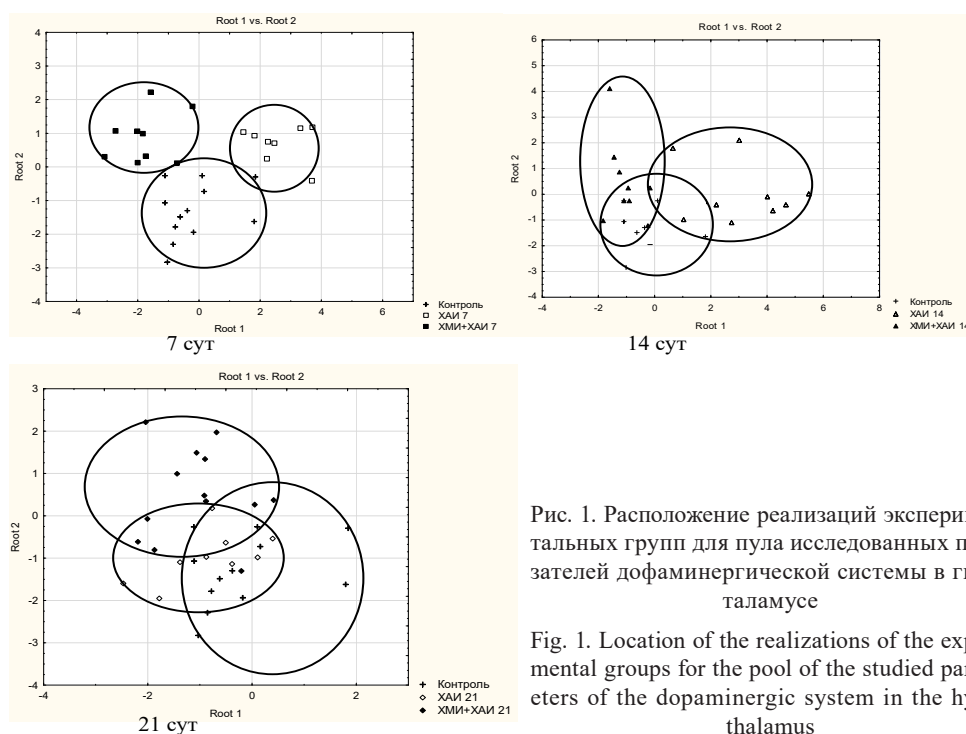 Root 1 vs. Root 2
4
3
2
1
0
-1
-2
-3
-4
Root 2
-4 -2 0 2 4 6
Root 1
Контроль
ХАИ 7
ХМИ+ХАИ 7
7 сут
Root 1 vs. Root 2
6
5
4
3
2
1
0
-1
-2
-3
-4
Root 2
-4 -2 0 2 4 6 8
Root 1
Контроль
ХАИ 14
ХМИ+ХАИ 14
14 сут
Root 1 vs. Root 2
3
2
1
0
-1
-2
-3
-4
Root 2
-4 -2 0 2
Root 1
Контроль
ХАИ 21
ХМИ+ХАИ 21
21 сут
Рис. 1. Расположение реализаций экспери
тальных групп для пула исследованных п
зателей дофаминергической системы в ги
таламусе
Fig. 1. Location of the realizations of the exp
mental groups for the pool of the studied par
eters of the dopaminergic system in the hy
thalamus